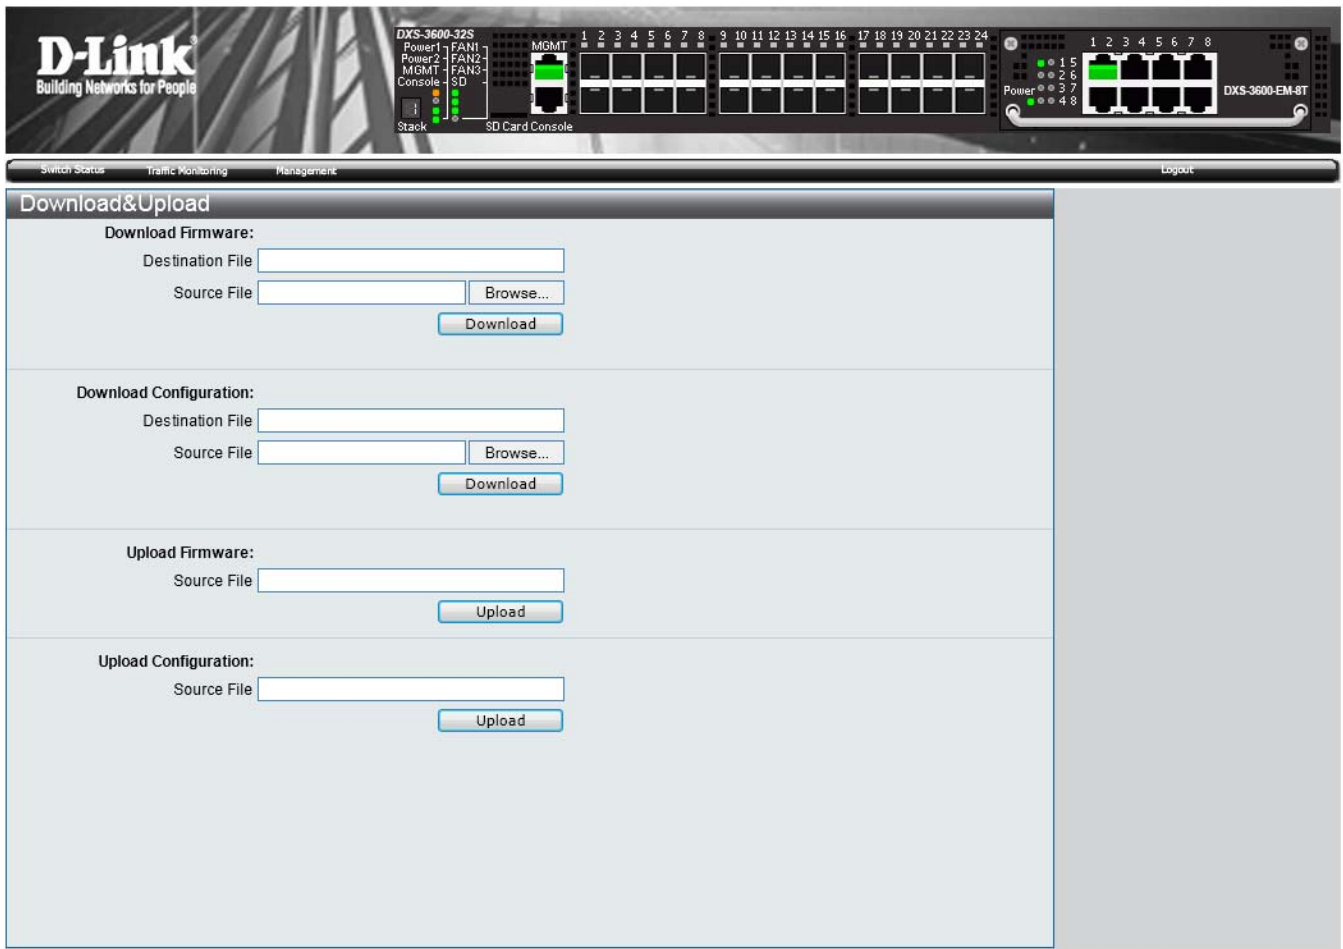 D-Link
Building Networks for People
DXS-3600-32S
Power1 FAN1
Power2 FAN2
MGMT FAN3
Console SD
Stack
SD Card Console
MGMT
1 2 3 4 5 6 7 8 9 10 11 12 13 14 15 16 17 18 19 20 21 22 23 24
1 5
2 6
Power 3 7
4 8
1 2 3 4 5 6 7 8
DXS-3600-EM-8T
Switch Status Traffic Monitoring Management Logout
Download&Upload
Download Firmware:
Destination File
Source File Browse...
Download
Download Configuration:
Destination File
Source File Browse...
Download
Upload Firmware:
Source File
Upload
Upload Configuration:
Source File
Upload